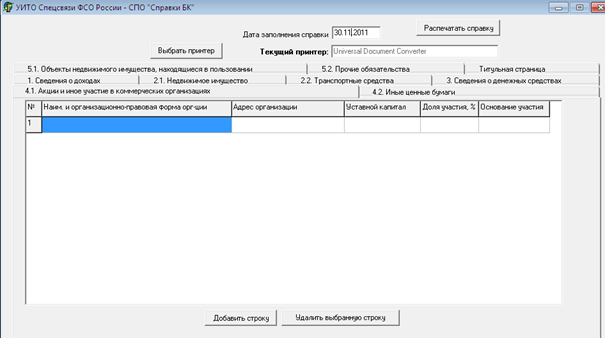 УИТО Спецсвязи ФСО России - СПО "Справки БК"
Дата заполнения справки 30.11.2011 Распечатать справку
Выбрать принтер Текущий принтер: Universal Document Converter
5.1. Объекты недвижимого имущества, находящиеся в пользовании 5.2. Прочие обязательства Титульная страница
1. Сведения о доходах 2.1. Недвижимое имущество 2.2. Транспортные средства 3. Сведения о денежных средствах
4.1. Акции и иное участие в коммерческих организациях 4.2. Иные ценные бумаги
№ Наим. и организационно-правовая форма орг-ции Адрес организации Уставной капитал Доля участия, % Основание участия
1
Добавить строку Удалить выбранную строку